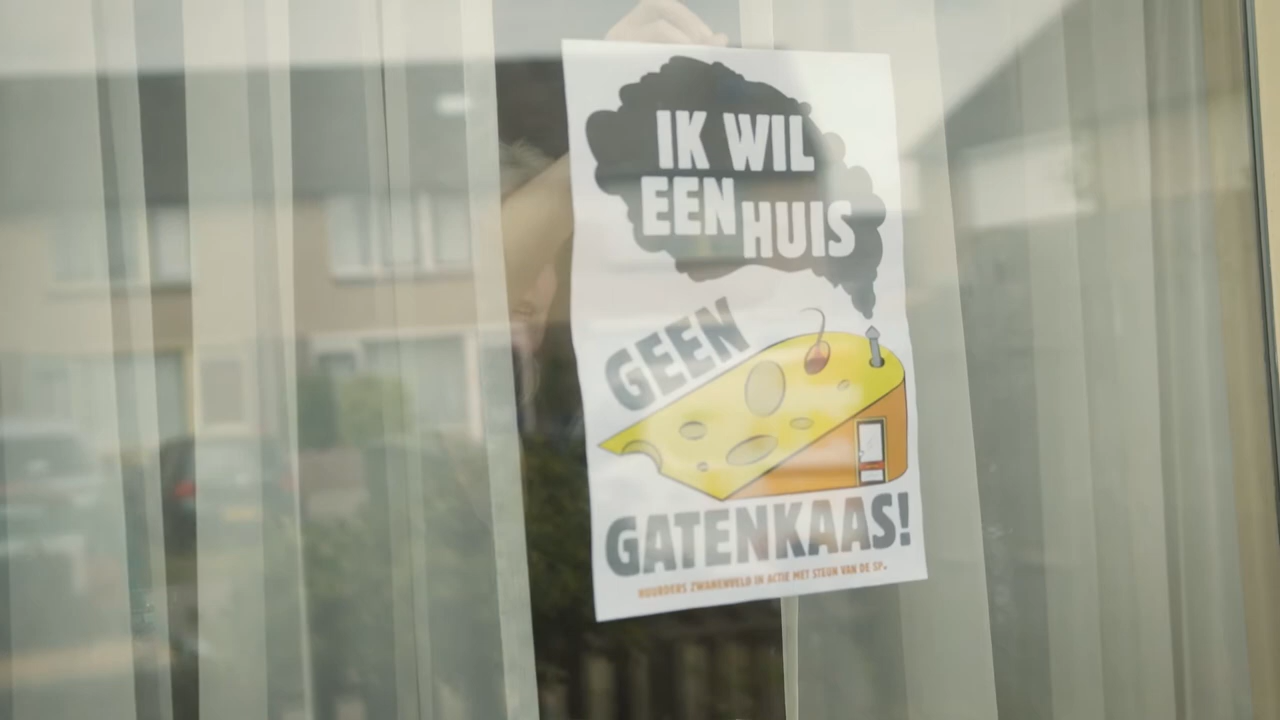 IK WIL
EEN HUIS
GEEN
GATENKAAS!
HUURDERS ZWANENVELD IN ACTIE MET STEUN VAN DE SP.